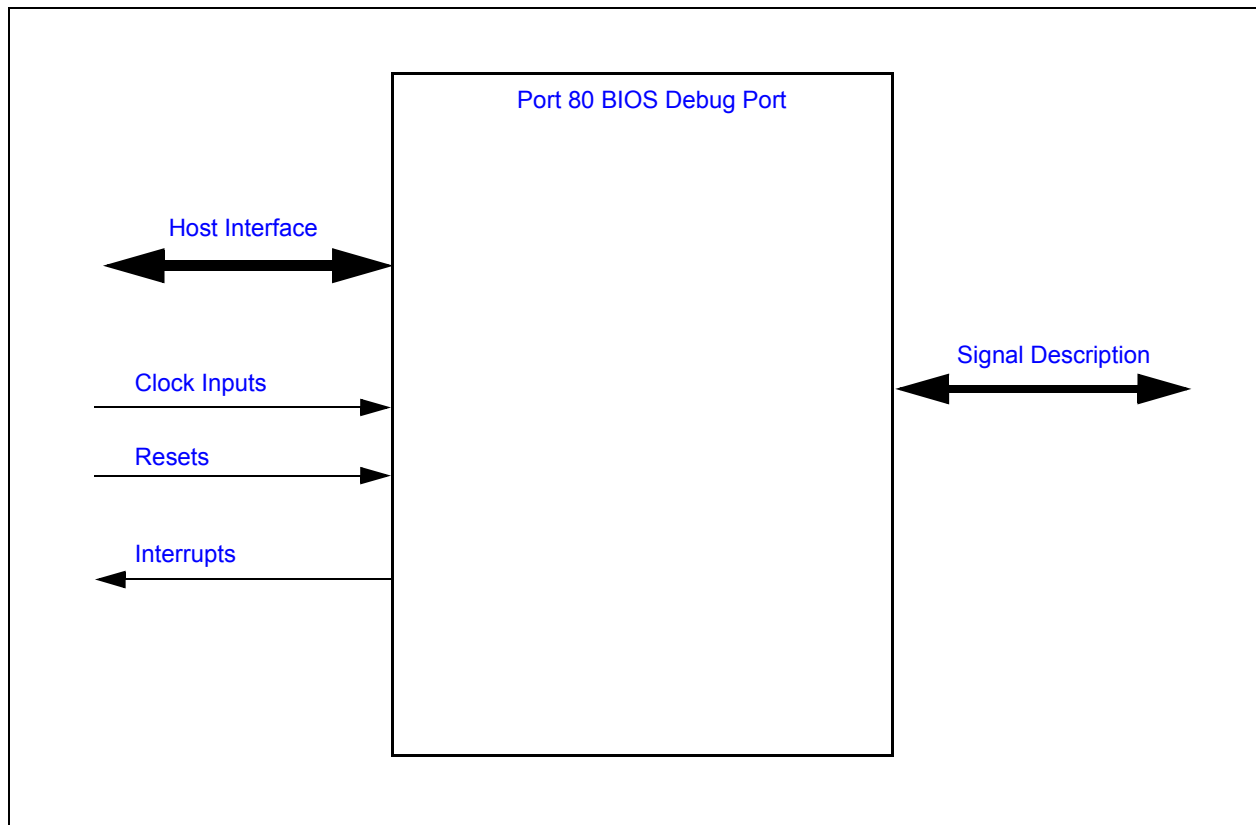 Port 80 BIOS Debug Port
Host Interface
Signal Description
Clock Inputs
Resets
Interrupts